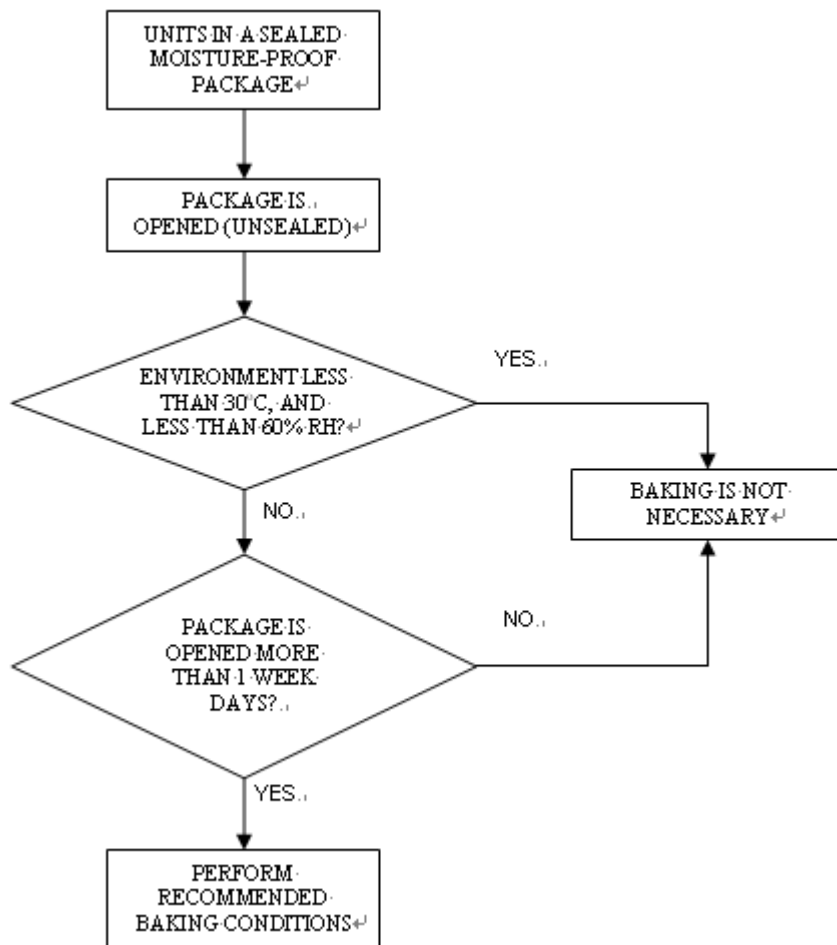 UNITS IN A SEALED
MOISTURE-PROOF
PACKAGE
PACKAGE IS
OPENED (UNSEALED)
ENVIRONMENT LESS
THAN 30°C, AND
LESS THAN 60% RH?
YES
BAKING IS NOT
NECESSARY
NO
PACKAGE IS
OPENED MORE
THAN 1 WEEK
DAYS?
NO
YES
PERFORM
RECOMMENDED
BAKING CONDITIONS